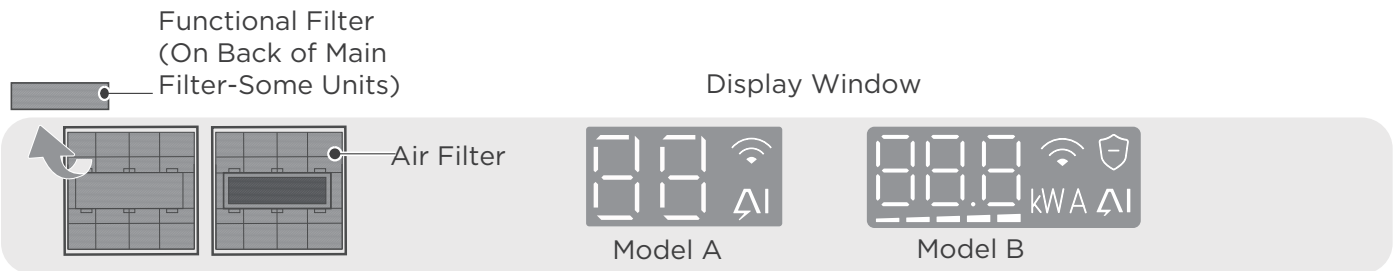 Functional Filter
(On Back of Main
Filter-Some Units)
Display Window
Air Filter
88
AI
Model A
88.8
kW A AI
Model B